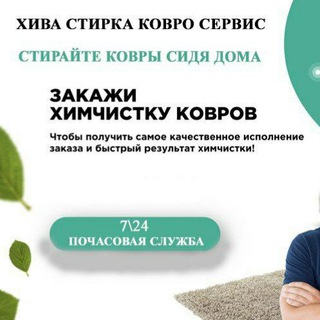 ХИВА СТИРКА КОВРО СЕРВИС
СТИРАЙТЕ КОВРЫ СИДЯ ДОМА
ЗАКАЖИ
ХИМЧИСТКУ КОВРОВ
Чтобы получить самое качественное исполнение
заказа и быстрый результат химчистки!
7\24
ПОЧАСОВАЯ СЛУЖБА